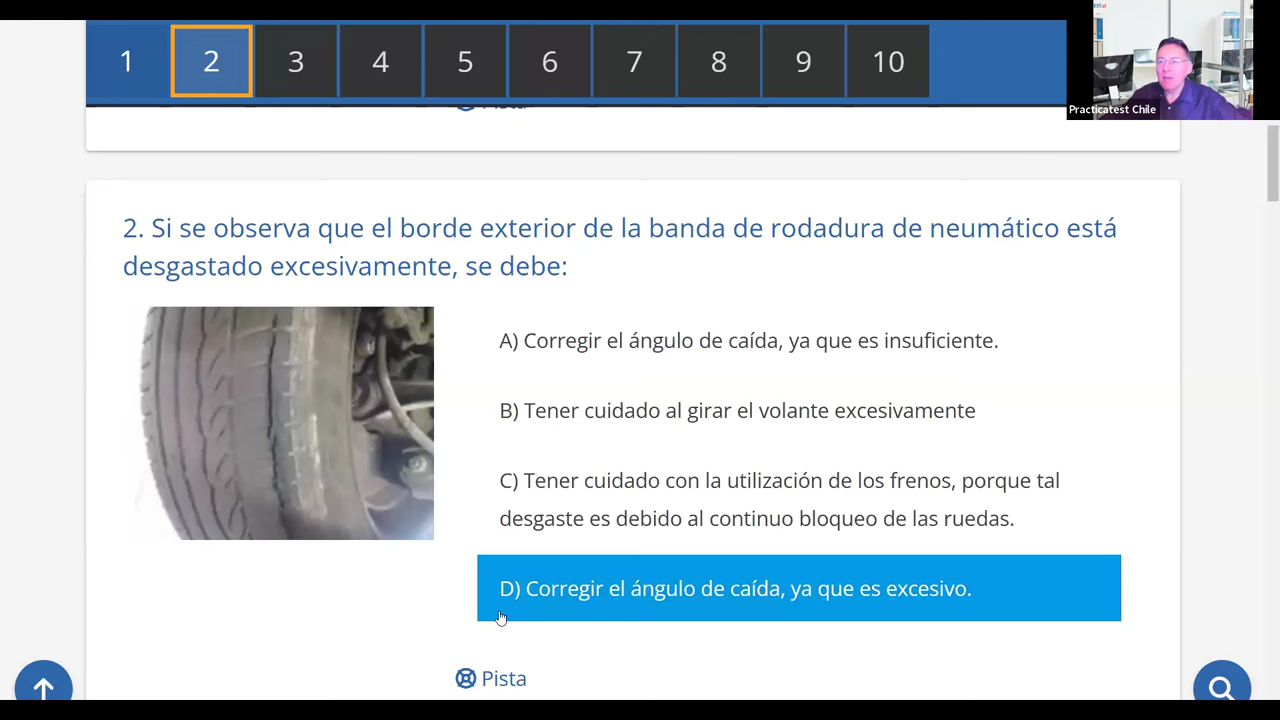 1 2 3 4 5 6 7 8 9 10
Practicatest Chile
2. Si se observa que el borde exterior de la banda de rodadura de neumático está
desgastado excesivamente, se debe:
A) Corregir el ángulo de caída, ya que es insuficiente.
B) Tener cuidado al girar el volante excesivamente
C) Tener cuidado con la utilización de los frenos, porque tal
desgaste es debido al continuo bloqueo de las ruedas.
D) Corregir el ángulo de caída, ya que es excesivo.
Pista